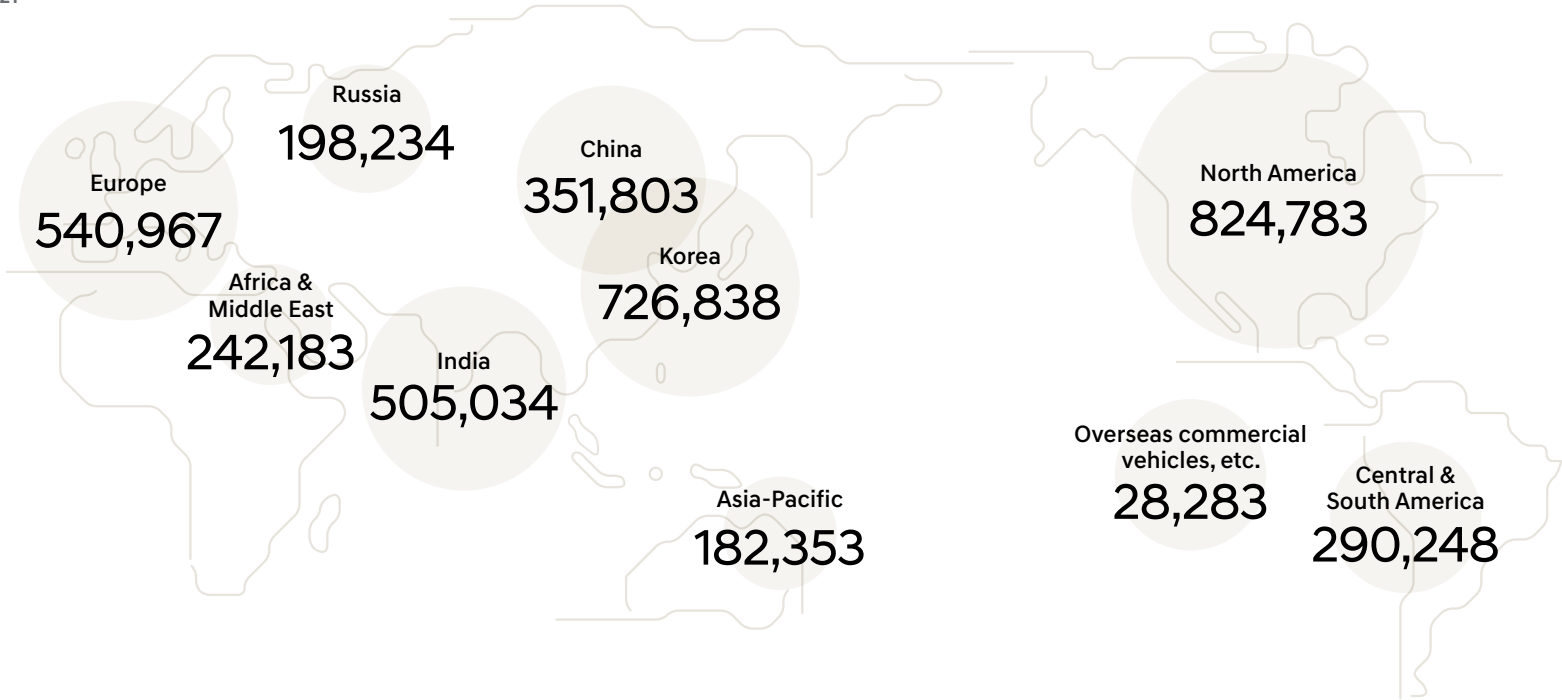 Russia
198,234
China
351,803
Europe
540,967
North America
824,783
Korea
726,838
Africa &
Middle East
242,183
India
505,034
Overseas commercial
vehicles, etc.
28,283
Central &
South America
290,248
Asia-Pacific
182,353